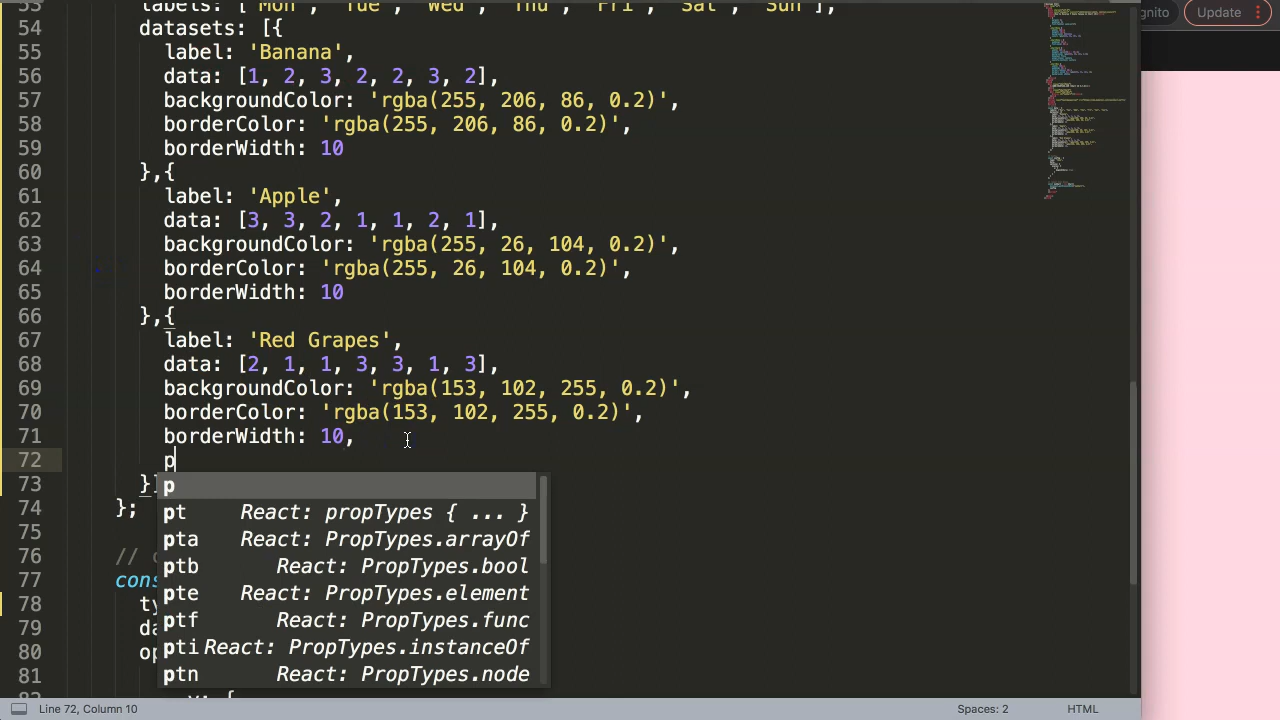 53 labels: ['Mon', 'Tue', 'Wed', 'Thu', 'Fri', 'Sat', 'Sun'],
54 datasets: [{
55 label: 'Banana',
56 data: [1, 2, 3, 2, 2, 3, 2],
57 backgroundColor: 'rgba(255, 206, 86, 0.2)',
58 borderColor: 'rgba(255, 206, 86, 0.2)',
59 borderWidth: 10
60 },{
61 label: 'Apple',
62 data: [3, 3, 2, 1, 1, 2, 1],
63 backgroundColor: 'rgba(255, 26, 104, 0.2)',
64 borderColor: 'rgba(255, 26, 104, 0.2)',
65 borderWidth: 10
66 },{
67 label: 'Red Grapes',
68 data: [2, 1, 1, 3, 3, 1, 3],
69 backgroundColor: 'rgba(153, 102, 255, 0.2)',
70 borderColor: 'rgba(153, 102, 255, 0.2)',
71 borderWidth: 10,
72 p
73 }]
p
pt React: propTypes { ... }
74 };
pta React: PropTypes.arrayOf
75
ptb React: PropTypes.bool
76 //
77 cons
pte React: PropTypes.element
78 ty
ptf React: PropTypes.func
79 da
pti React: PropTypes.instanceOf
80 op
ptn React: PropTypes.node
81
y: {
Line 72, Column 10
Spaces: 2
HTML
gnito
Update